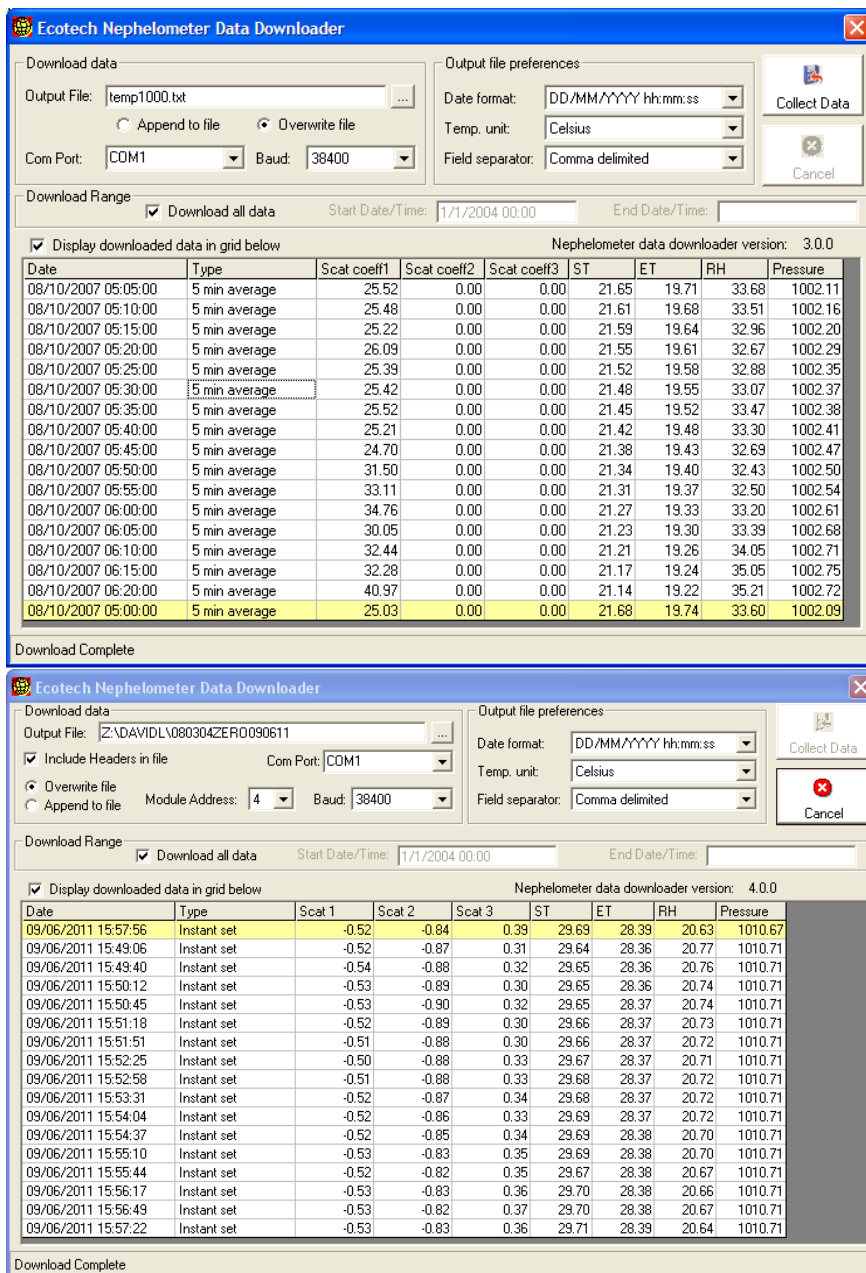 Ecotech Nephelometer Data Downloader
Download data
Output File: temp1000.txt ...
Append to file Overwrite file
Com Port: COM1 Baud: 38400
Output file preferences
Date format: DD/MM/YYYY hh:mm:ss
Temp. unit: Celsius
Field separator: Comma delimited
Collect Data
Cancel
Download Range
Download all data Start Date/Time: 1/1/2004 00:00 End Date/Time:
Display downloaded data in grid below Nephelometer data downloader version: 3.0.0
Date Type Scat coeff1 Scat coeff2 Scat coeff3 ST ET RH Pressure
08/10/2007 05:05:00 5 min average 25.52 0.00 0.00 21.65 19.71 33.68 1002.11
08/10/2007 05:10:00 5 min average 25.48 0.00 0.00 21.61 19.68 33.51 1002.16
08/10/2007 05:15:00 5 min average 25.22 0.00 0.00 21.59 19.64 32.96 1002.20
08/10/2007 05:20:00 5 min average 26.09 0.00 0.00 21.55 19.61 32.67 1002.29
08/10/2007 05:25:00 5 min average 25.39 0.00 0.00 21.52 19.58 32.88 1002.35
08/10/2007 05:30:00 5 min average 25.42 0.00 0.00 21.48 19.55 33.07 1002.37
08/10/2007 05:35:00 5 min average 25.52 0.00 0.00 21.45 19.52 33.47 1002.38
08/10/2007 05:40:00 5 min average 25.21 0.00 0.00 21.42 19.48 33.30 1002.41
08/10/2007 05:45:00 5 min average 24.70 0.00 0.00 21.38 19.43 32.69 1002.47
08/10/2007 05:50:00 5 min average 31.50 0.00 0.00 21.34 19.40 32.43 1002.50
08/10/2007 05:55:00 5 min average 33.11 0.00 0.00 21.31 19.37 32.50 1002.54
08/10/2007 06:00:00 5 min average 34.76 0.00 0.00 21.27 19.33 33.20 1002.61
08/10/2007 06:05:00 5 min average 30.05 0.00 0.00 21.23 19.30 33.39 1002.68
08/10/2007 06:10:00 5 min average 32.44 0.00 0.00 21.21 19.26 34.05 1002.71
08/10/2007 06:15:00 5 min average 32.28 0.00 0.00 21.17 19.24 35.05 1002.75
08/10/2007 06:20:00 5 min average 40.97 0.00 0.00 21.14 19.22 35.21 1002.72
08/10/2007 05:00:00 5 min average 25.03 0.00 0.00 21.68 19.74 33.60 1002.09
Download Complete
Ecotech Nephelometer Data Downloader
Download data
Output File: Z:\DAVIDL\080304ZERO090611 ...
Include Headers in file Com Port: COM1
Overwrite file
Append to file Module Address: 4 Baud: 38400
Output file preferences
Date format: DD/MM/YYYY hh:mm:ss
Temp. unit: Celsius
Field separator: Comma delimited
Collect Data
Cancel
Download Range
Download all data Start Date/Time: 1/1/2004 00:00 End Date/Time:
Display downloaded data in grid below Nephelometer data downloader version: 4.0.0
Date Type Scat 1 Scat 2 Scat 3 ST ET RH Pressure
09/06/2011 15:57:56 Instant set -0.52 -0.84 0.39 29.69 28.39 20.63 1010.67
09/06/2011 15:49:06 Instant set -0.52 -0.87 0.31 29.64 28.36 20.77 1010.71
09/06/2011 15:49:40 Instant set -0.54 -0.88 0.32 29.65 28.36 20.76 1010.71
09/06/2011 15:50:12 Instant set -0.53 -0.89 0.30 29.65 28.36 20.74 1010.71
09/06/2011 15:50:45 Instant set -0.53 -0.90 0.32 29.65 28.37 20.74 1010.71
09/06/2011 15:51:18 Instant set -0.52 -0.89 0.30 29.66 28.37 20.73 1010.71
09/06/2011 15:51:51 Instant set -0.51 -0.88 0.30 29.66 28.37 20.72 1010.71
09/06/2011 15:52:25 Instant set -0.50 -0.88 0.33 29.67 28.37 20.71 1010.71
09/06/2011 15:52:58 Instant set -0.51 -0.88 0.33 29.68 28.37 20.72 1010.71
09/06/2011 15:53:31 Instant set -0.52 -0.87 0.34 29.68 28.37 20.72 1010.71
09/06/2011 15:54:04 Instant set -0.52 -0.86 0.33 29.69 28.37 20.72 1010.71
09/06/2011 15:54:37 Instant set -0.52 -0.85 0.34 29.69 28.38 20.70 1010.71
09/06/2011 15:55:10 Instant set -0.53 -0.83 0.35 29.69 28.38 20.70 1010.71
09/06/2011 15:55:44 Instant set -0.52 -0.82 0.35 29.67 28.38 20.67 1010.71
09/06/2011 15:56:17 Instant set -0.53 -0.83 0.36 29.70 28.38 20.66 1010.71
09/06/2011 15:56:49 Instant set -0.53 -0.82 0.37 29.70 28.38 20.67 1010.71
09/06/2011 15:57:22 Instant set -0.53 -0.83 0.36 29.71 28.39 20.64 1010.71
Download Complete